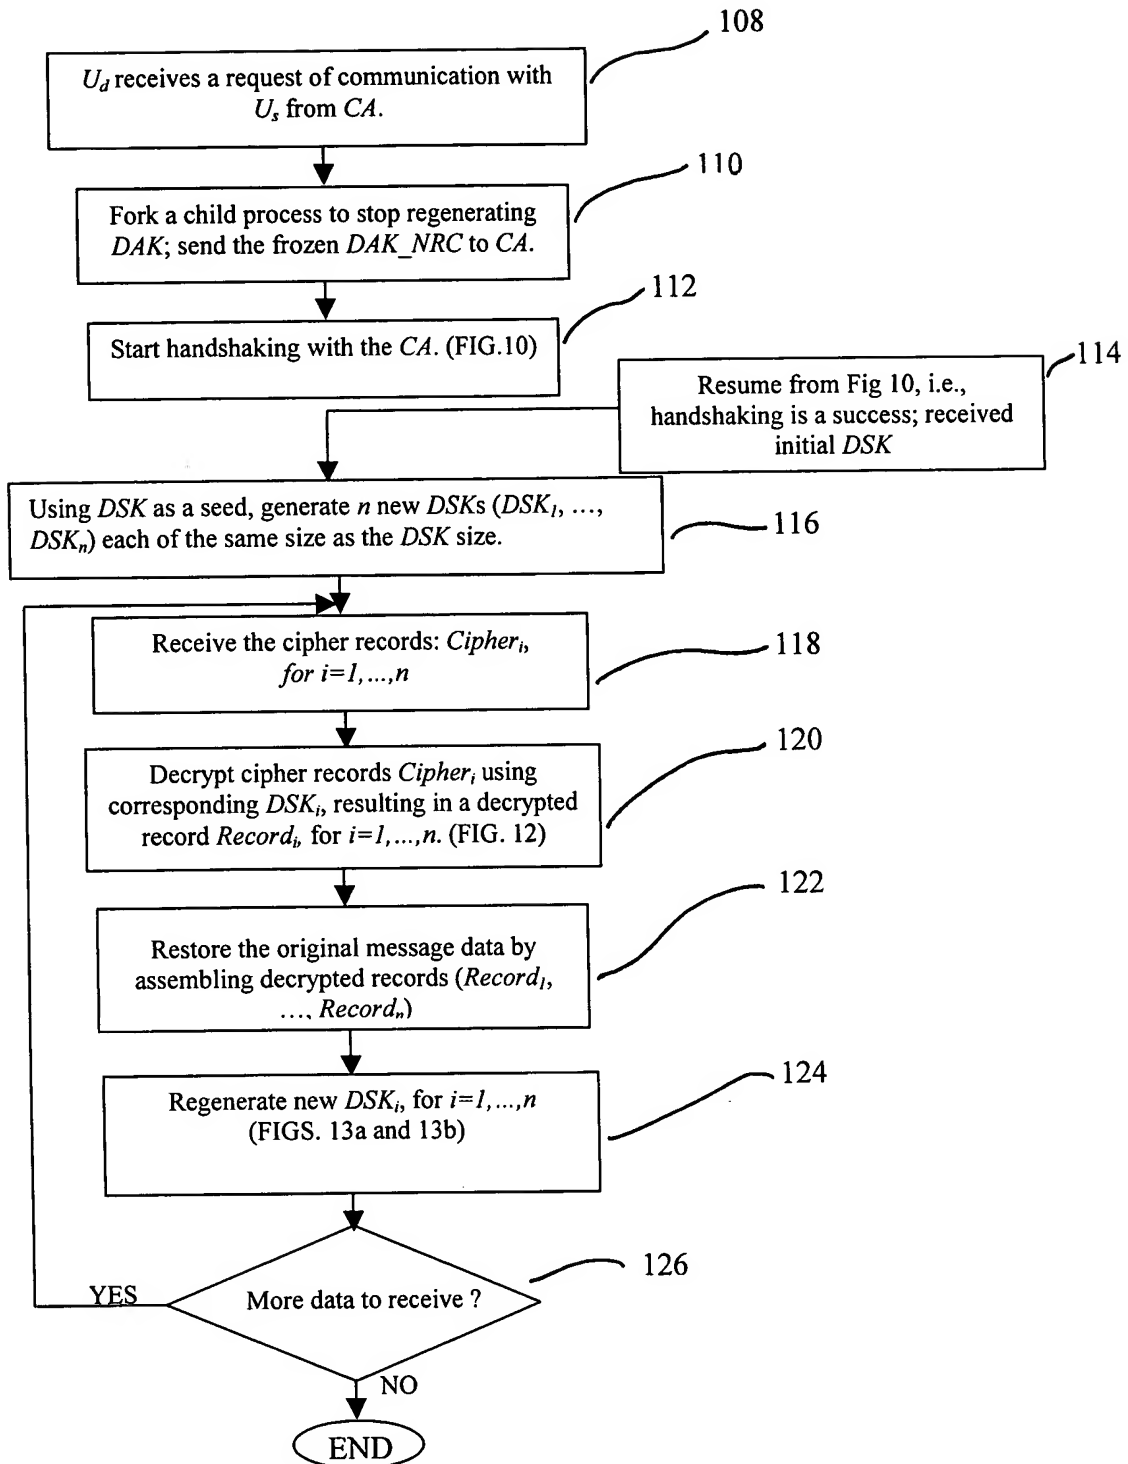 108
U_d receives a request of communication with
U_s from CA.
110
Fork a child process to stop regenerating
DAK; send the frozen DAK_NRC to CA.
112
Start handshaking with the CA. (FIG.10)
114
Resume from Fig 10, i.e.,
handshaking is a success; received
initial DSK
Using DSK as a seed, generate n new DSKs (DSK_1, …,
DSK_n) each of the same size as the DSK size.
116
Receive the cipher records: Cipher_i,
for i=1,…,n
118
Decrypt cipher records Cipher_i using
corresponding DSK_i, resulting in a decrypted
record Record_i, for i=1,…,n. (FIG. 12)
120
Restore the original message data by
assembling decrypted records (Record_1,
…, Record_n)
122
Regenerate new DSK_i, for i=1,…,n
(FIGS. 13a and 13b)
124
More data to receive ?
126
YES
NO
END